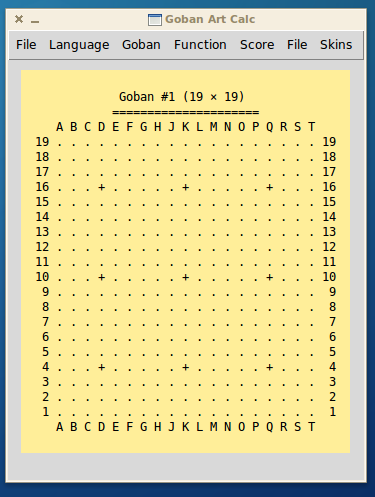 Goban Art Calc
File Language Goban Function Score File Skins
Goban #1 (19 × 19)
=====================
A B C D E F G H J K L M N O P Q R S T
19 . . . . . . . . . . . . . . . . . . . 19
18 . . . . . . . . . . . . . . . . . . . 18
17 . . . . . . . . . . . . . . . . . . . 17
16 . . . + . . . . . + . . . . . + . . . 16
15 . . . . . . . . . . . . . . . . . . . 15
14 . . . . . . . . . . . . . . . . . . . 14
13 . . . . . . . . . . . . . . . . . . . 13
12 . . . . . . . . . . . . . . . . . . . 12
11 . . . . . . . . . . . . . . . . . . . 11
10 . . . + . . . . . + . . . . . + . . . 10
9 . . . . . . . . . . . . . . . . . . . 9
8 . . . . . . . . . . . . . . . . . . . 8
7 . . . . . . . . . . . . . . . . . . . 7
6 . . . . . . . . . . . . . . . . . . . 6
5 . . . . . . . . . . . . . . . . . . . 5
4 . . . + . . . . . + . . . . . + . . . 4
3 . . . . . . . . . . . . . . . . . . . 3
2 . . . . . . . . . . . . . . . . . . . 2
1 . . . . . . . . . . . . . . . . . . . 1
A B C D E F G H J K L M N O P Q R S T